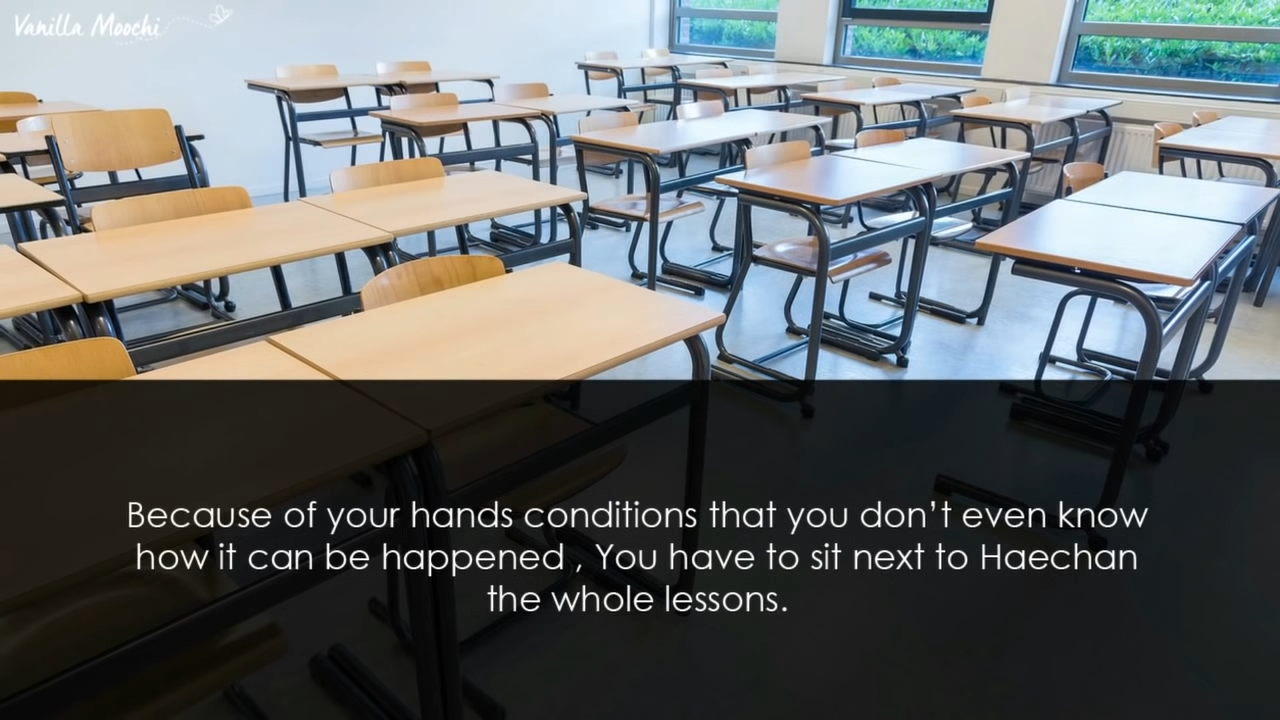 Vanilla Moochi
Because of your hands conditions that you don’t even know
how it can be happened , You have to sit next to Haechan
the whole lessons.